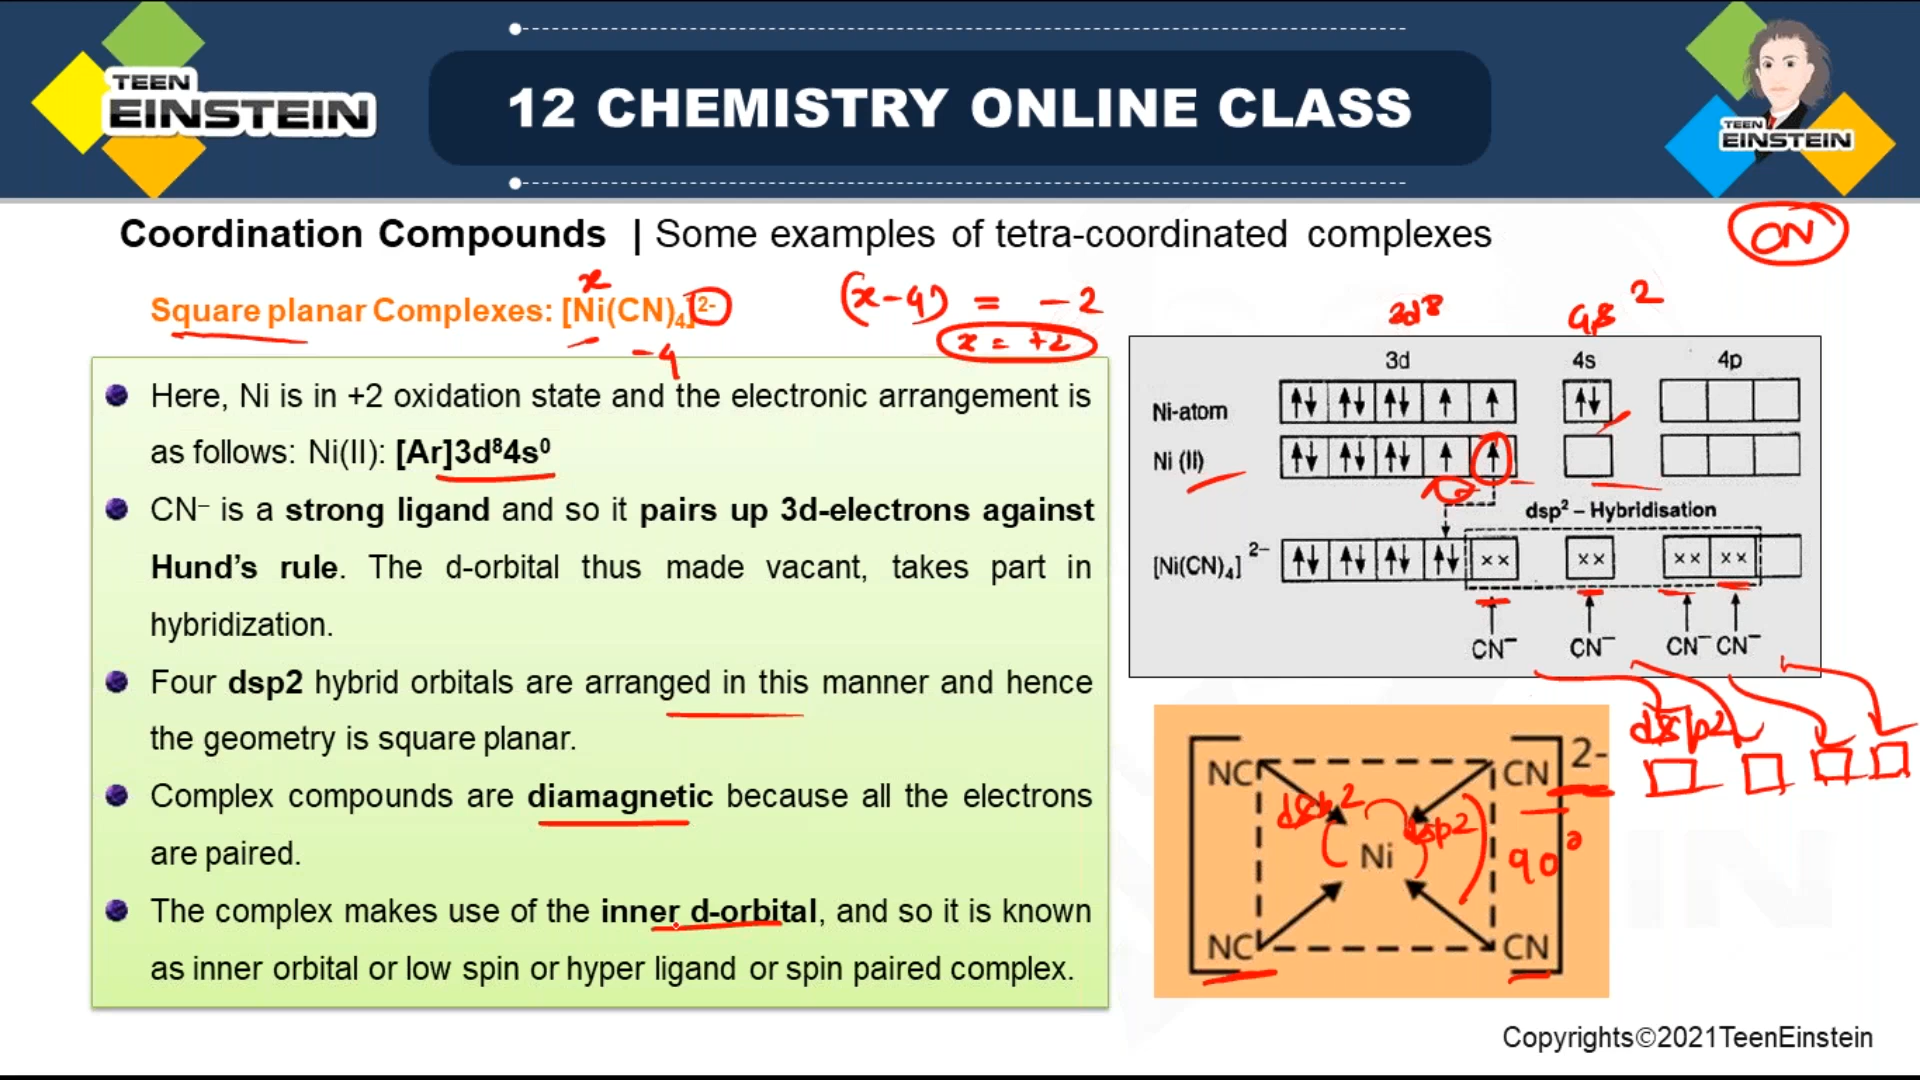 TEEN
EINSTEIN
12 CHEMISTRY ONLINE CLASS
TEEN
EINSTEIN
Coordination Compounds | Some examples of tetra-coordinated complexes
ON
x
Square planar Complexes: [Ni(CN)₄]²⁻
-4
(x-4) = -2
x = +2
Here, Ni is in +2 oxidation state and the electronic arrangement is
as follows: Ni(II): [Ar]3d⁸4s⁰
CN⁻ is a strong ligand and so it pairs up 3d-electrons against
Hund’s rule. The d-orbital thus made vacant, takes part in
hybridization.
Four dsp2 hybrid orbitals are arranged in this manner and hence
the geometry is square planar.
Complex compounds are diamagnetic because all the electrons
are paired.
The complex makes use of the inner d-orbital, and so it is known
as inner orbital or low spin or hyper ligand or spin paired complex.
3d⁸ 4s²
3d 4s 4p
Ni-atom
Ni (II)
dsp² – Hybridisation
[Ni(CN)₄]²⁻ ×× ×× ×× ××
CN⁻ CN⁻ CN⁻ CN⁻
dsp2
NC CN 2-
dsp2 dsp2
Ni
90°
NC CN
Copyrights©2021TeenEinstein